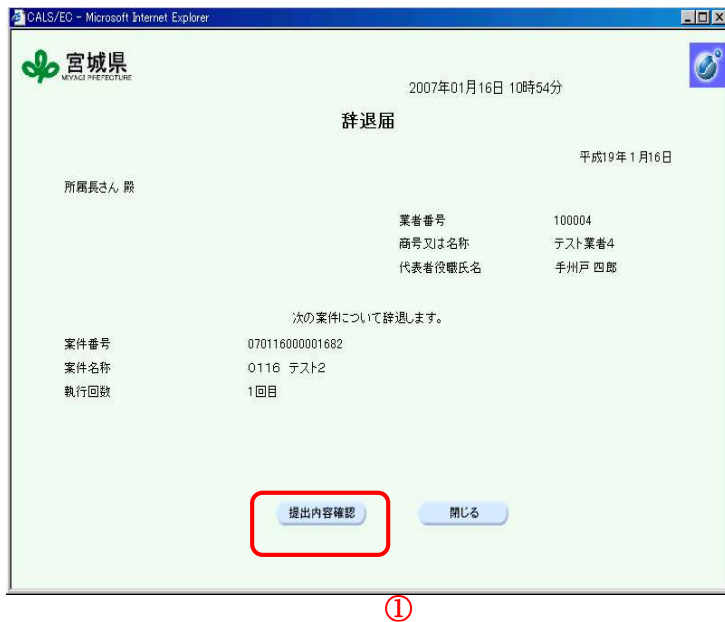 CALS/EC - Microsoft Internet Explorer
宮城県
MIYAGI PREFECTURE
2007年01月16日 10時54分
辞退届
平成19年1月16日
所属長さん 殿
業者番号 100004
商号又は名称 テスト業者4
代表者役職氏名 手州戸 四郎
次の案件について辞退します。
案件番号 070116000001682
案件名称 0116 テスト2
執行回数 1回目
提出内容確認 閉じる
①